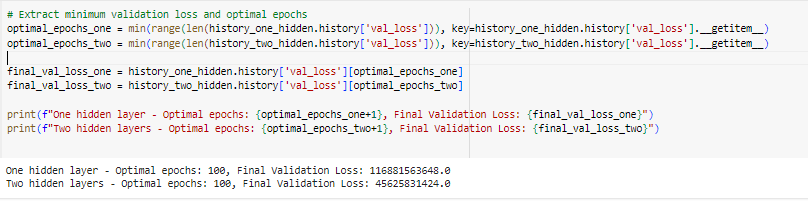 # Extract minimum validation loss and optimal epochs
optimal_epochs_one = min(range(len(history_one_hidden.history['val_loss'])), key=history_one_hidden.history['val_loss'].__getitem__)
optimal_epochs_two = min(range(len(history_two_hidden.history['val_loss'])), key=history_two_hidden.history['val_loss'].__getitem__)
final_val_loss_one = history_one_hidden.history['val_loss'][optimal_epochs_one]
final_val_loss_two = history_two_hidden.history['val_loss'][optimal_epochs_two]
print(f"One hidden layer - Optimal epochs: {optimal_epochs_one+1}, Final Validation Loss: {final_val_loss_one}")
print(f"Two hidden layers - Optimal epochs: {optimal_epochs_two+1}, Final Validation Loss: {final_val_loss_two}")
One hidden layer - Optimal epochs: 100, Final Validation Loss: 116881563648.0
Two hidden layers - Optimal epochs: 100, Final Validation Loss: 45625831424.0